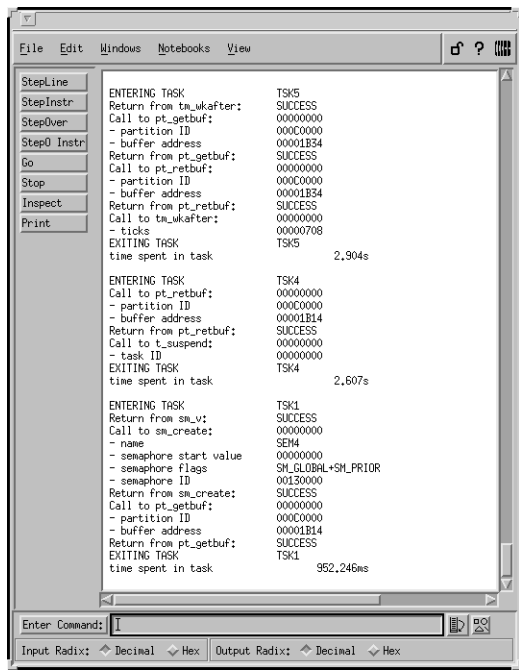 File Edit Windows Notebooks View ?
StepLine
StepInstr
StepOver
StepO Instr
Go
Stop
Inspect
Print
ENTERING TASK TSK5
Return from tm_wkafter: SUCCESS
Call to pt_getbuf: 00000000
- partition ID 000C0000
- buffer address 00001B34
Return from pt_getbuf: SUCCESS
Call to pt_retbuf: 00000000
- partition ID 000C0000
- buffer address 00001B34
Return from pt_retbuf: SUCCESS
Call to tm_wkafter: 00000000
- ticks 00000708
EXITING TASK TSK5
time spent in task 2.904s
ENTERING TASK TSK4
Call to pt_retbuf: 00000000
- partition ID 000C0000
- buffer address 00001B14
Return from pt_retbuf: SUCCESS
Call to t_suspend: 00000000
- task ID 00000000
EXITING TASK TSK4
time spent in task 2.607s
ENTERING TASK TSK1
Return from sm_v: SUCCESS
Call to sm_create: 00000000
- name SEM4
- semaphore start value 00000000
- semaphore flags SM_GLOBAL+SM_PRIOR
- semaphore ID 00130000
Return from sm_create: SUCCESS
Call to pt_getbuf: 00000000
- partition ID 000C0000
- buffer address 00001B14
Return from pt_getbuf: SUCCESS
EXITING TASK TSK1
time spent in task 952.246ms
Enter Command:
Input Radix: Decimal Hex Output Radix: Decimal Hex